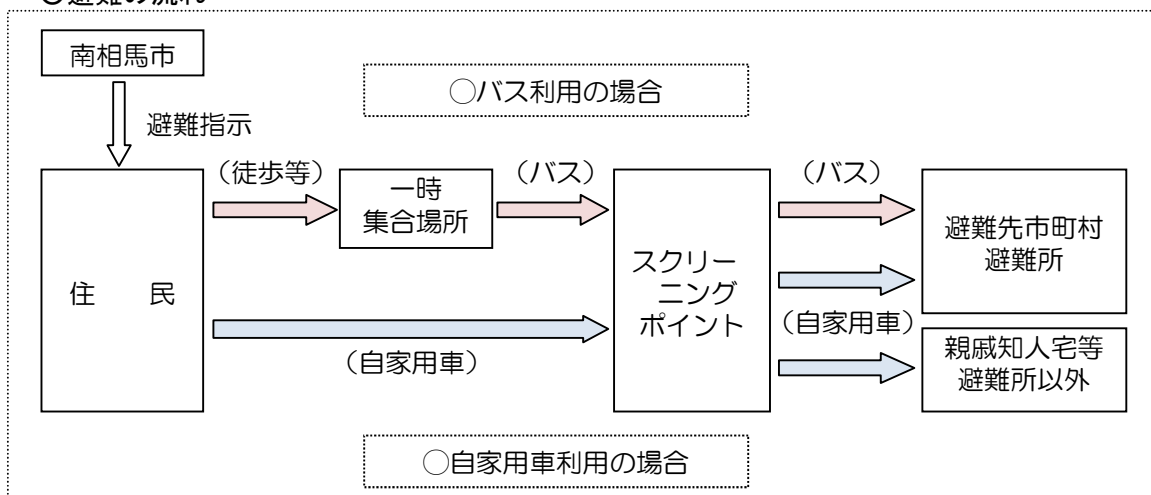 〇避難の流れ
南相馬市
〇バス利用の場合
避難指示
（徒歩等）
一時
集合場所
（バス）
（バス）
住　　民
スクリー
ニング
ポイント
避難先市町村
避難所
（自家用車）
（自家用車）
親戚知人宅等
避難所以外
〇自家用車利用の場合